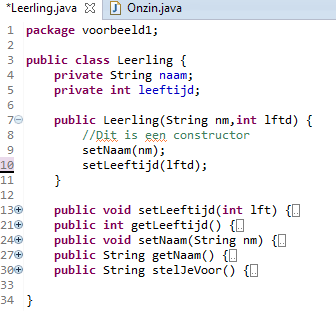 *Leerling.java Onzin.java
1 package voorbeeld1;
2
3 public class Leerling {
4 private String naam;
5 private int leeftijd;
6
7 public Leerling(String nm,int lftd) {
8 //Dit is een constructor
9 setNaam(nm);
10 setLeeftijd(lftd);
11 }
12
13 public void setLeeftijd(int lft) {
21 public int getLeeftijd() {
24 public void setNaam(String nm) {
27 public String getNaam() {
30 public String stelJeVoor() {
33
34 }